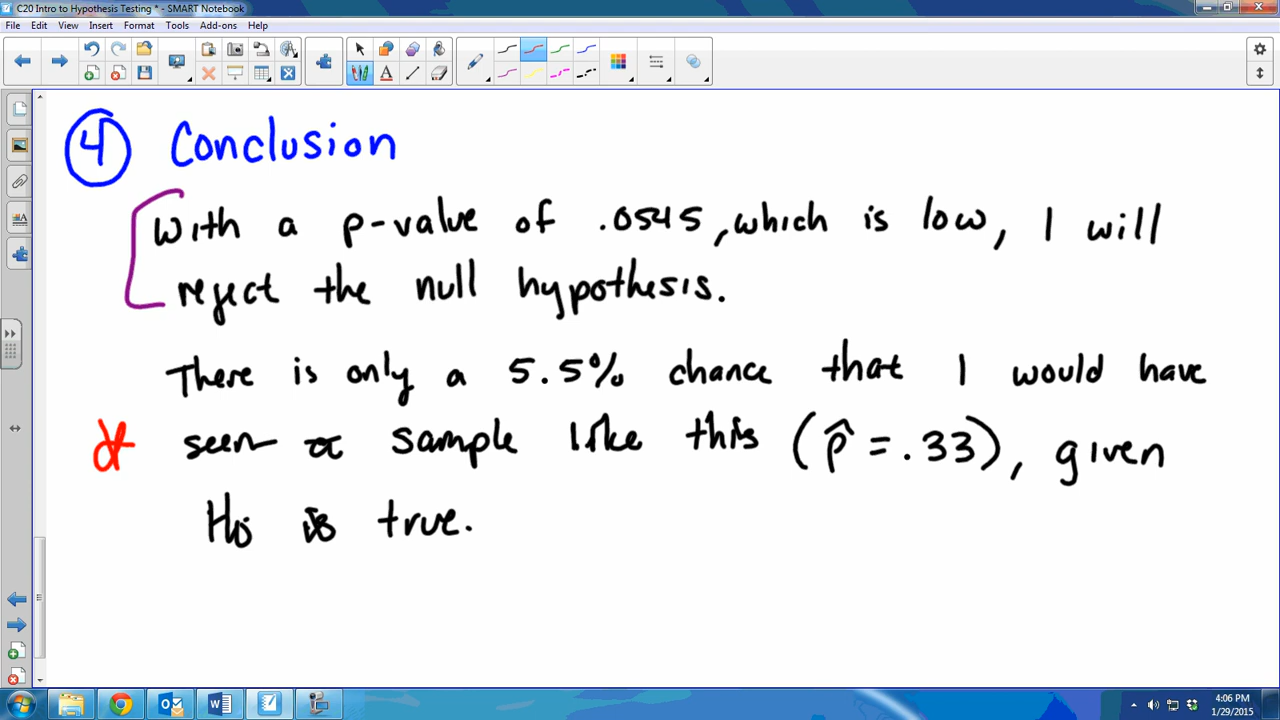 C20 Intro to Hypothesis Testing * - SMART Notebook
File Edit View Insert Format Tools Add-ons Help
4 Conclusion
With a p-value of .0545, which is low, I will
reject the null hypothesis.
There is only a 5.5% chance that I would have
seen a sample like this (p̂ = .33), given
Ho is true.
4:06 PM
1/29/2015